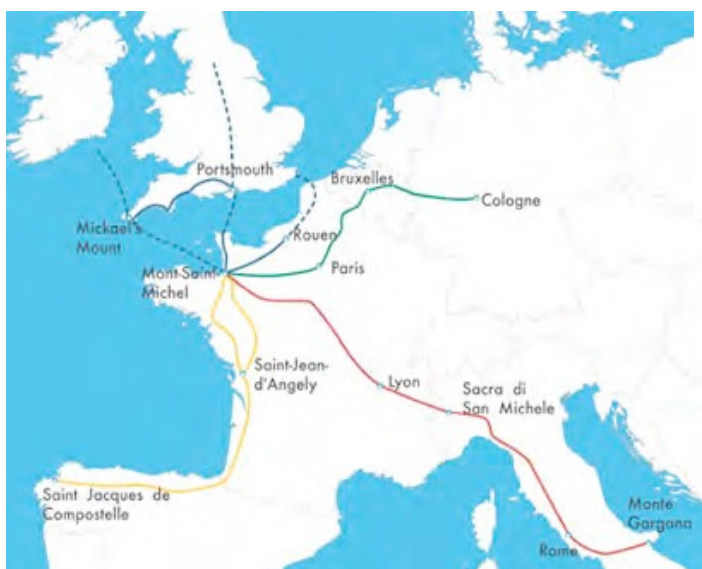 Portsmouth
Bruxelles
Cologne
Mickael's
Mount
Rouen
Mont-Saint
Michel
Paris
Saint-Jean-
d'Angely
Lyon
Sacra di
San Michele
Saint Jacques de
Compostelle
Monte
Gargana
Rome